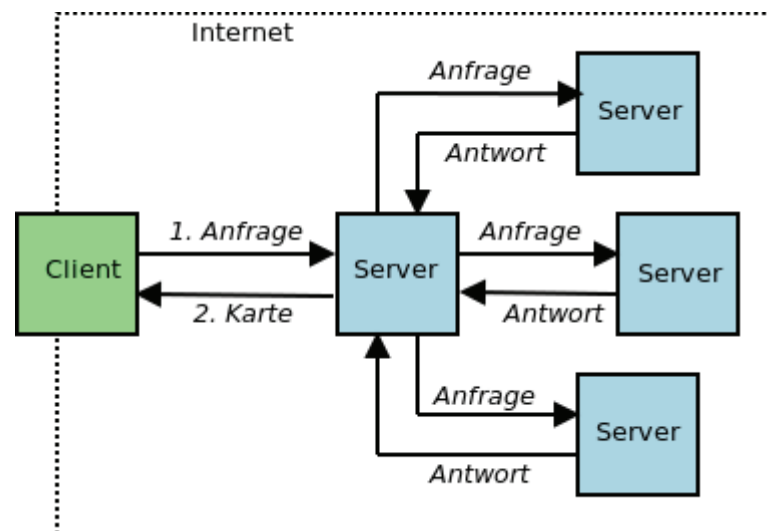 Internet
Anfrage
Server
Antwort
1. Anfrage
Anfrage
Client
Server
Server
2. Karte
Antwort
Anfrage
Server
Antwort